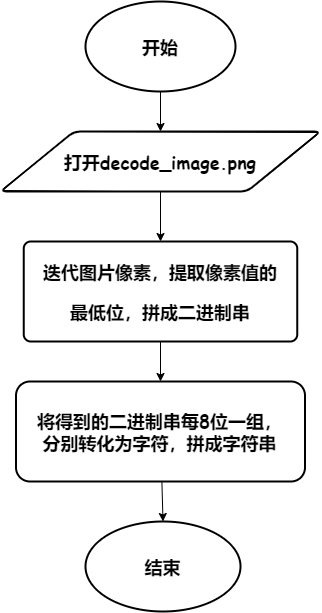 开始
打开decode_image.png
迭代图片像素，提取像素值的
最低位，拼成二进制串
将得到的二进制串每8位一组，
分别转化为字符，拼成字符串
结束